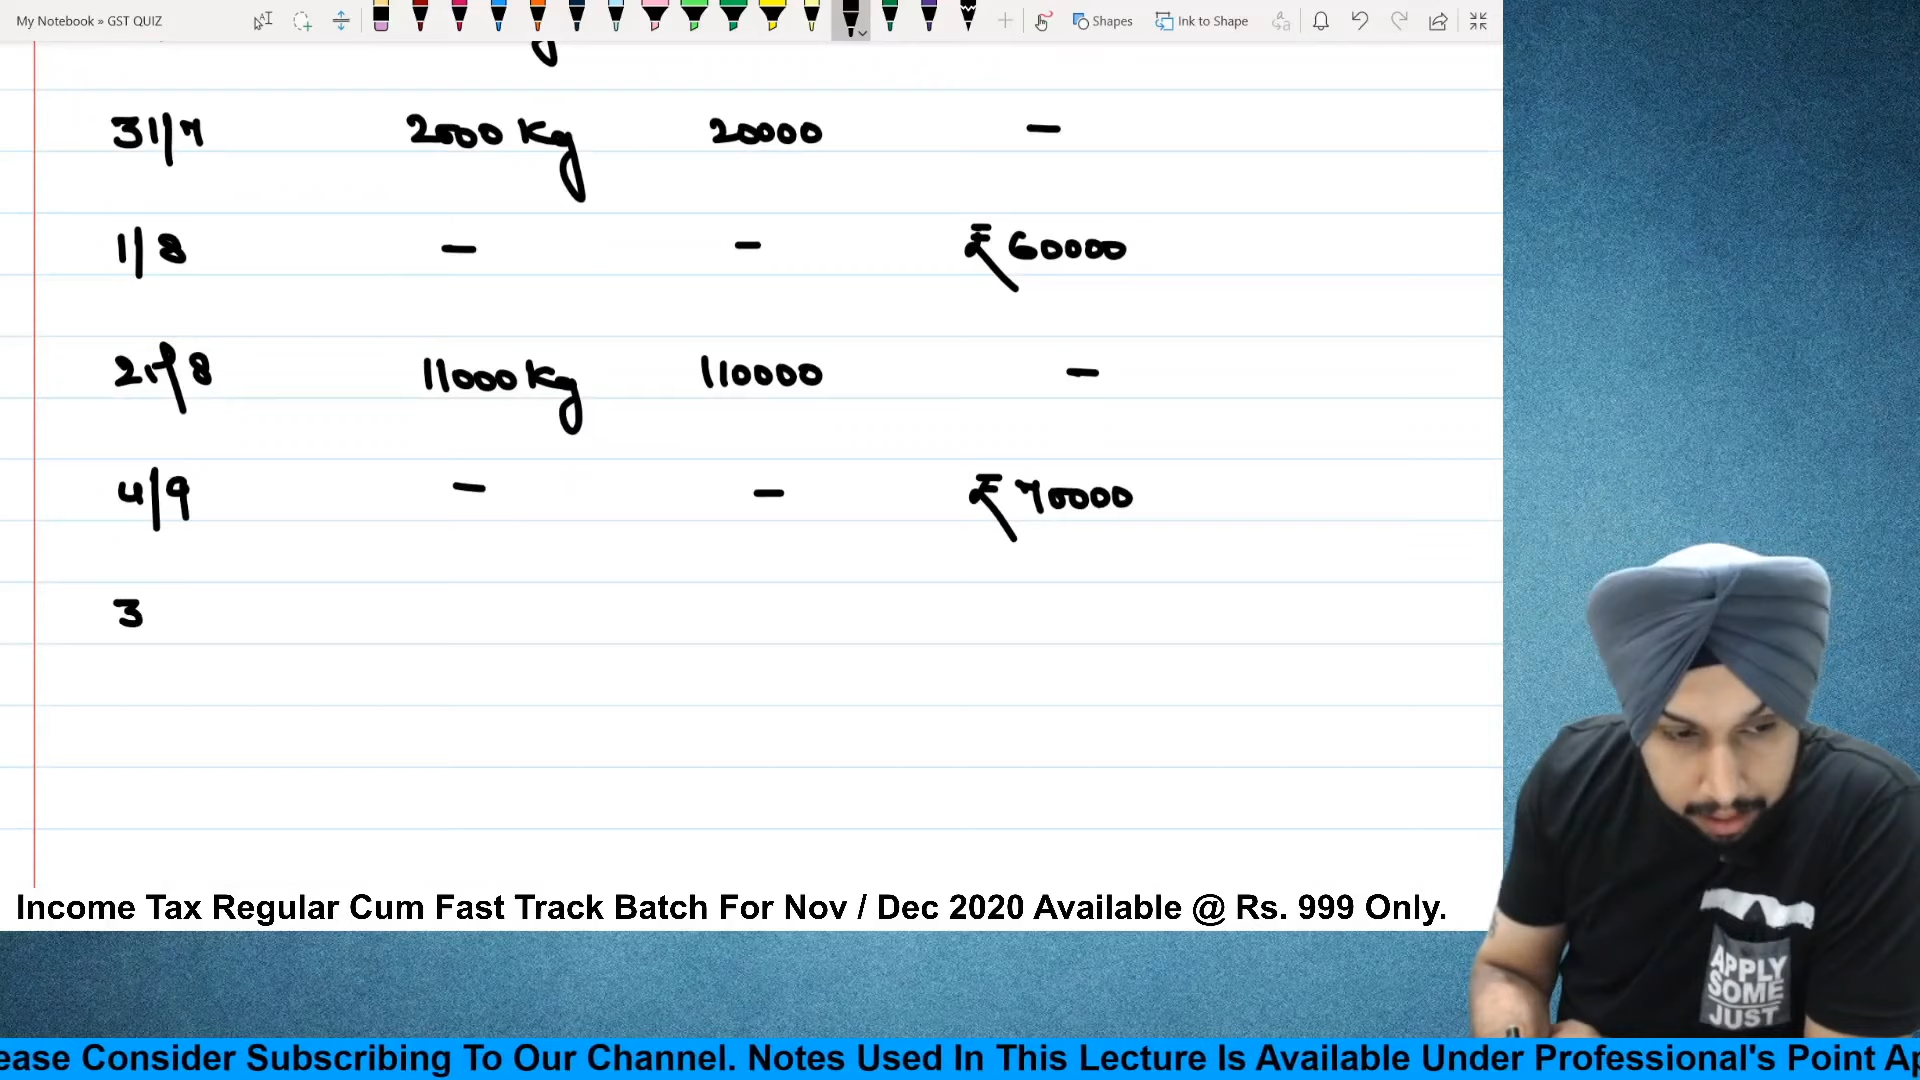 My Notebook » GST QUIZ
Shapes
Ink to Shape
31/7 2000 Kg 20000 -
1/8 - - ₹ 60000
21/8 11000 Kg 110000 -
4/9 - - ₹ 70000
3
APPLY
SOME
JUST
Income Tax Regular Cum Fast Track Batch For Nov / Dec 2020 Available @ Rs. 999 Only.
ease Consider Subscribing To Our Channel. Notes Used In This Lecture Is Available Under Professional's Point Ap